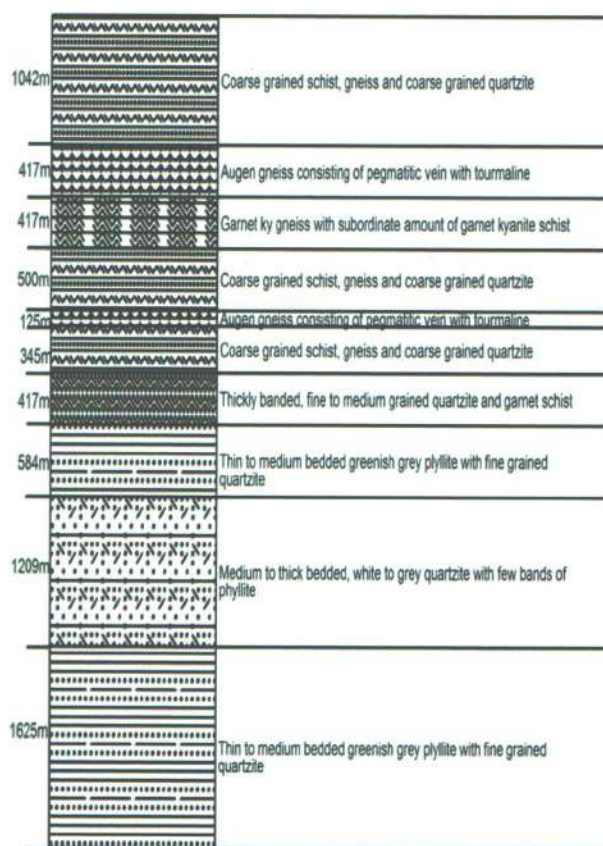 1042m Coarse grained schist, gneiss and coarse grained quartzite
417m Augen gneiss consisting of pegmatitic vein with tourmaline
417m Garnet ky gneiss with subordinate amount of garnet kyanite schist
500m Coarse grained schist, gneiss and coarse grained quartzite
125m Augen gneiss consisting of pegmatitic vein with tourmaline
345m Coarse grained schist, gneiss and coarse grained quartzite
417m Thickly banded, fine to medium grained quartzite and garnet schist
584m Thin to medium bedded greenish grey plyllite with fine grained
quartzite
1209m Medium to thick bedded, white to grey quartzite with few bands of
phyllite
1625m Thin to medium bedded greenish grey plyllite with fine grained
quartzite